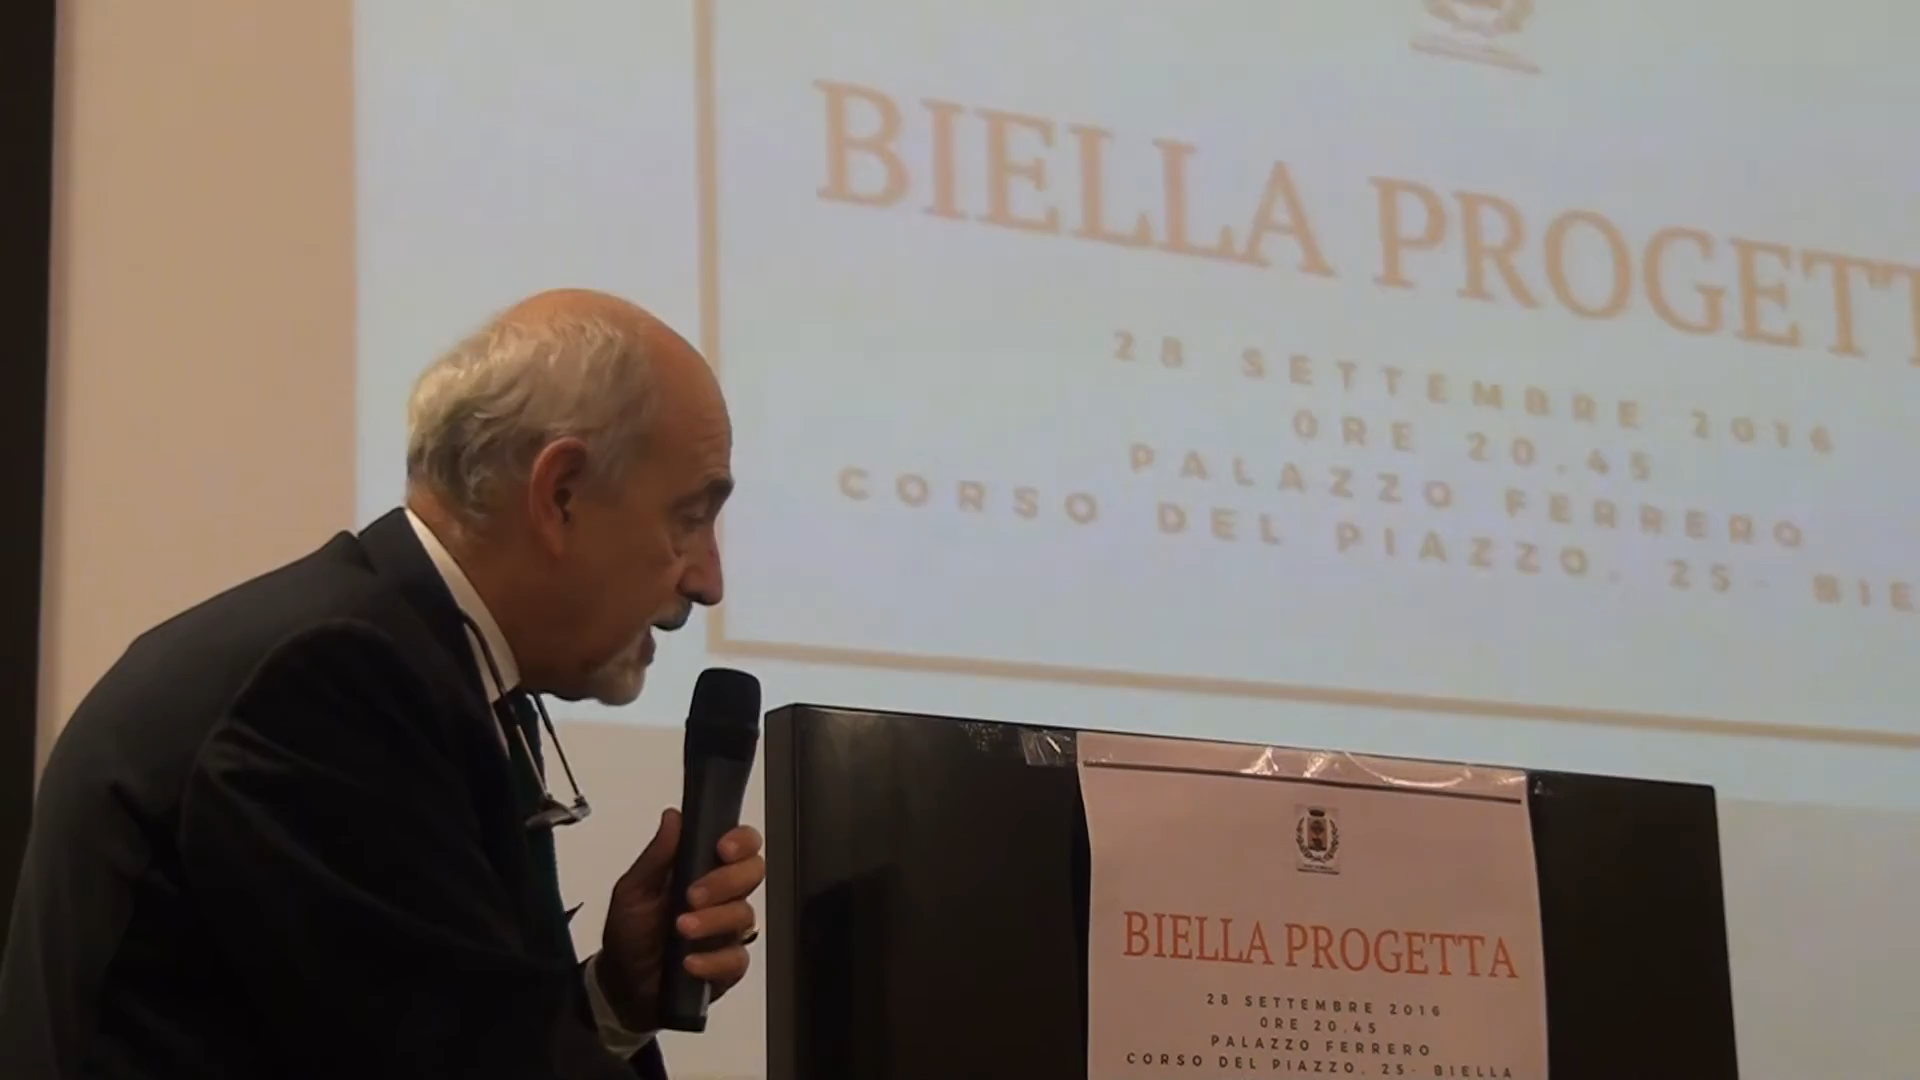 BIELLA PROGETT
28 SETTEMBRE 2016
ORE 20.45
PALAZZO FERRERO
CORSO DEL PIAZZO, 25- BIE
BIELLA PROGETTA
28 SETTEMBRE 2016
ORE 20.45
PALAZZO FERRERO
CORSO DEL PIAZZO, 25- BIELLA